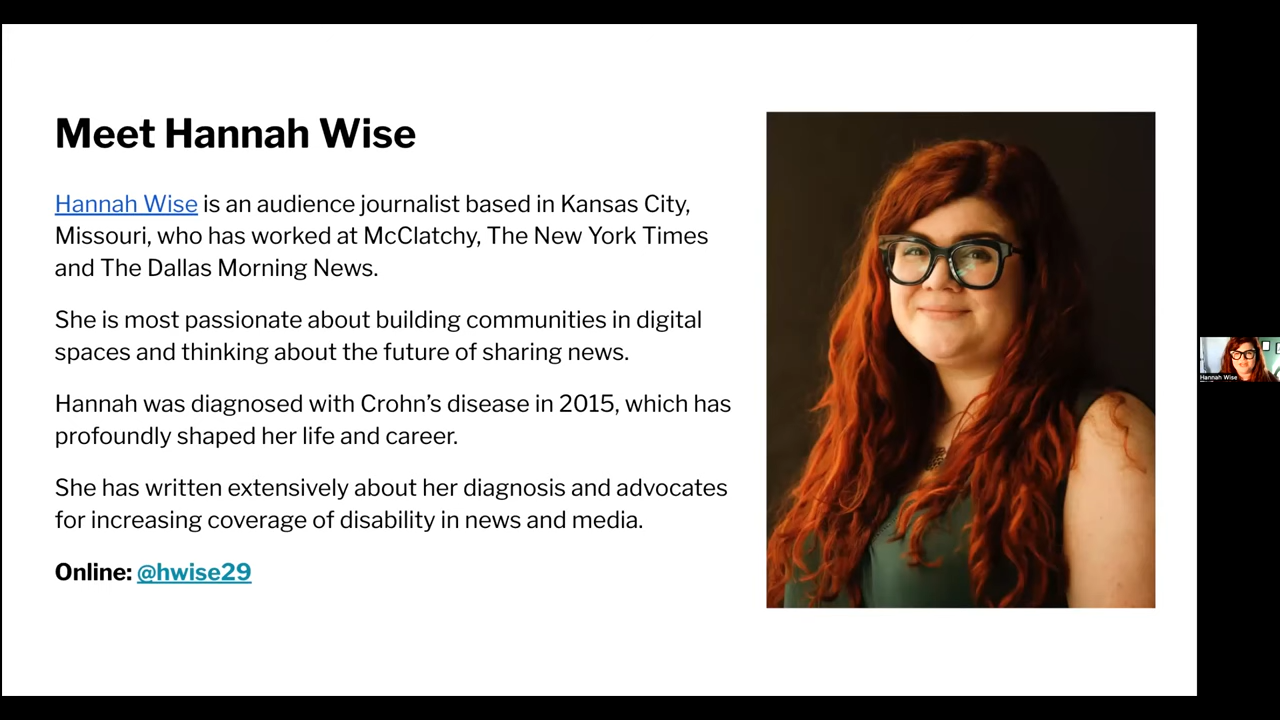 Meet Hannah Wise
Hannah Wise is an audience journalist based in Kansas City,
Missouri, who has worked at McClatchy, The New York Times
and The Dallas Morning News.
She is most passionate about building communities in digital
spaces and thinking about the future of sharing news.
Hannah was diagnosed with Crohn’s disease in 2015, which has
profoundly shaped her life and career.
She has written extensively about her diagnosis and advocates
for increasing coverage of disability in news and media.
Online: @hwise29
Hannah Wise